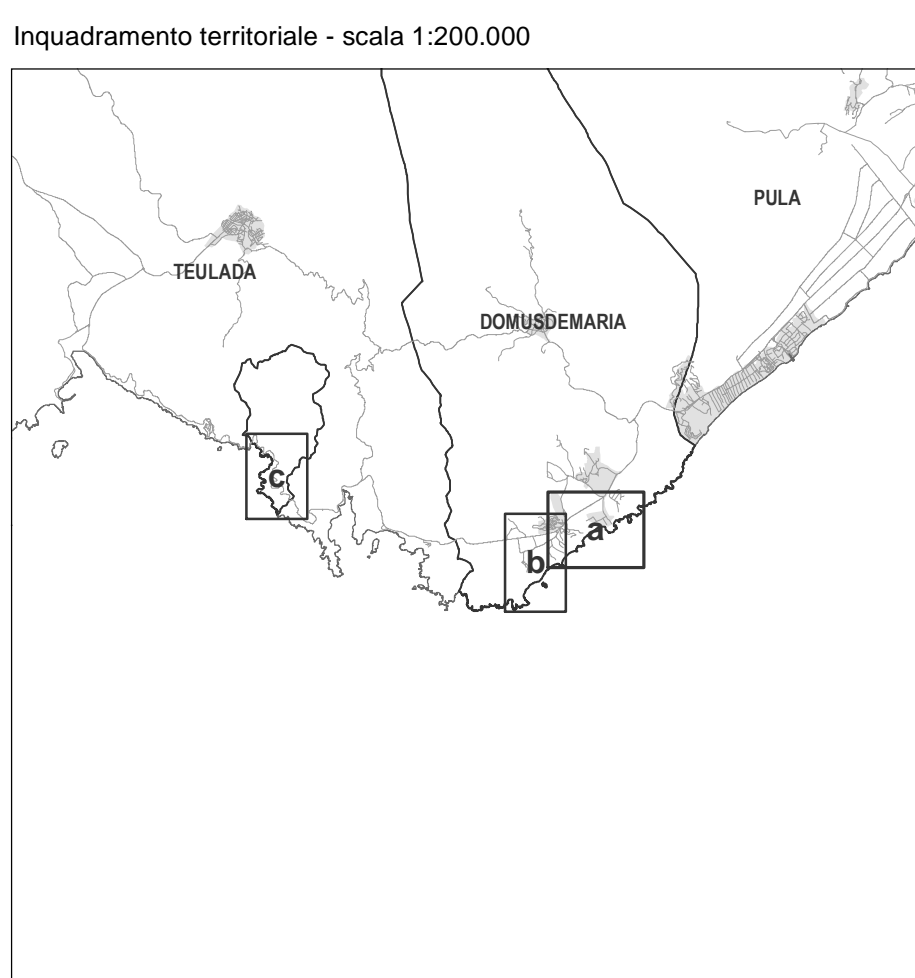 Inquadramento territoriale - scala 1:200.000
PULA
TEULADA
DOMUSDEMARIA
c
a
b